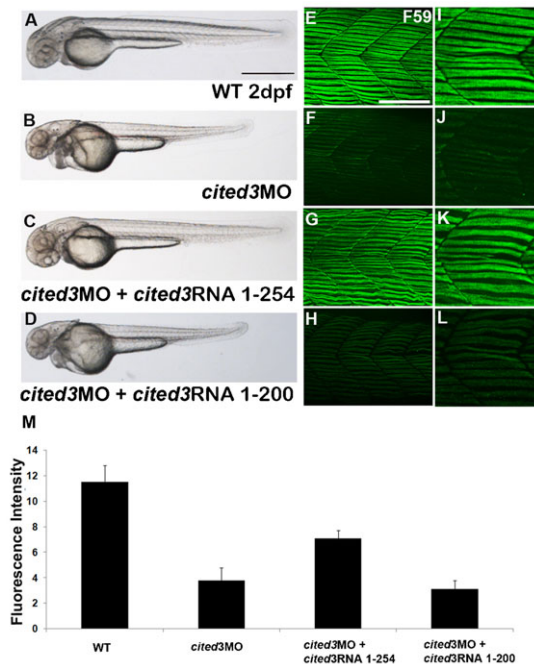 A
E
F59
I
WT 2dpf
B
F
J
cited3MO
C
G
K
cited3MO + cited3RNA 1-254
D
H
L
cited3MO + cited3RNA 1-200
M
Fluorescence Intensity
14
12
10
8
6
4
2
0
WT
cited3MO
cited3MO +
cited3RNA 1-254
cited3MO +
cited3RNA 1-200